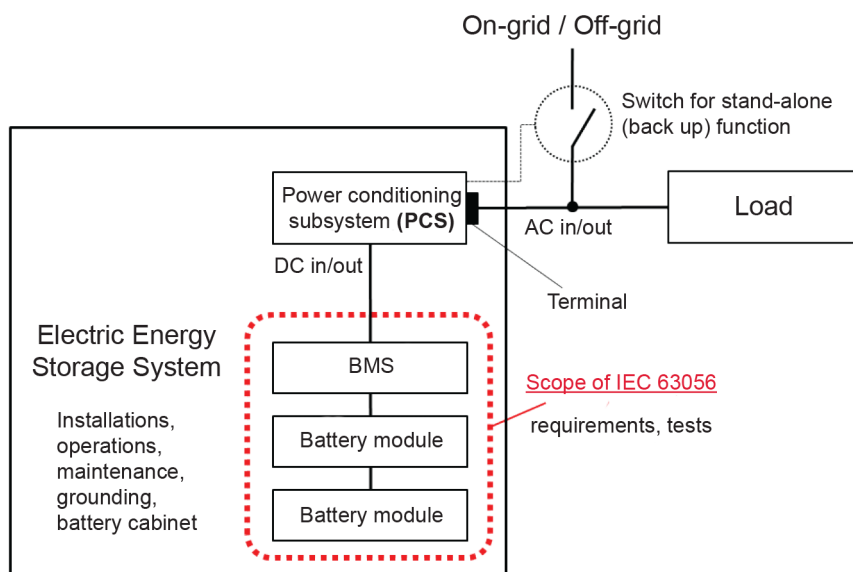 On-grid / Off-grid
Switch for stand-alone
(back up) function
Power conditioning
subsystem (PCS)
Load
AC in/out
DC in/out
Terminal
Electric Energy
Storage System
BMS
Scope of IEC 63056
requirements, tests
Installations,
operations,
maintenance,
grounding,
battery cabinet
Battery module
Battery module